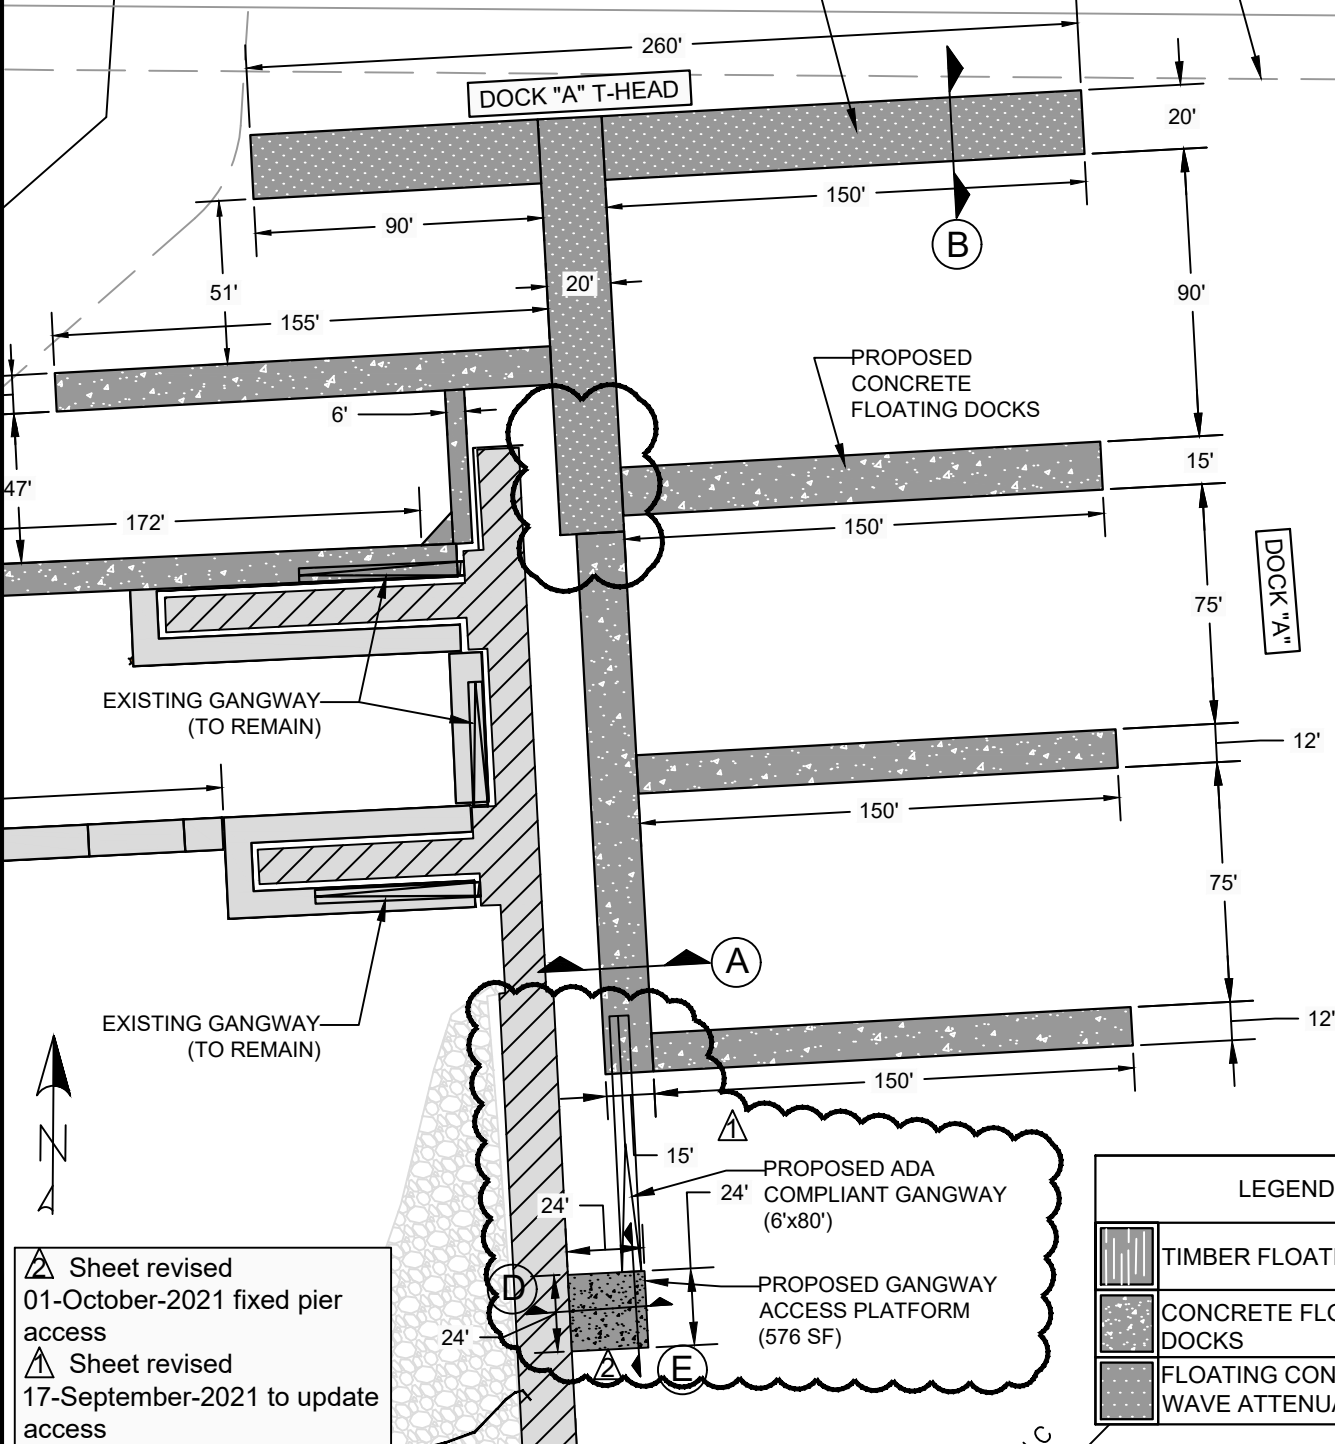 260'
DOCK "A" T-HEAD
20'
150'
90'
B
51'
20'
90'
155'
PROPOSED
CONCRETE
FLOATING DOCKS
6'
15'
47'
172'
150'
DOCK "A"
75'
EXISTING GANGWAY
(TO REMAIN)
12'
150'
75'
A
EXISTING GANGWAY
(TO REMAIN)
12'
150'
N
1
15'
PROPOSED ADA
COMPLIANT GANGWAY
(6'x80')
24'
24'
LEGEND
D
PROPOSED GANGWAY
ACCESS PLATFORM
(576 SF)
24'
2
E
2 Sheet revised
01-October-2021 fixed pier
access
1 Sheet revised
17-September-2021 to update
access
TIMBER FLOATI
CONCRETE FLO
DOCKS
FLOATING CON
WAVE ATTENUA
C